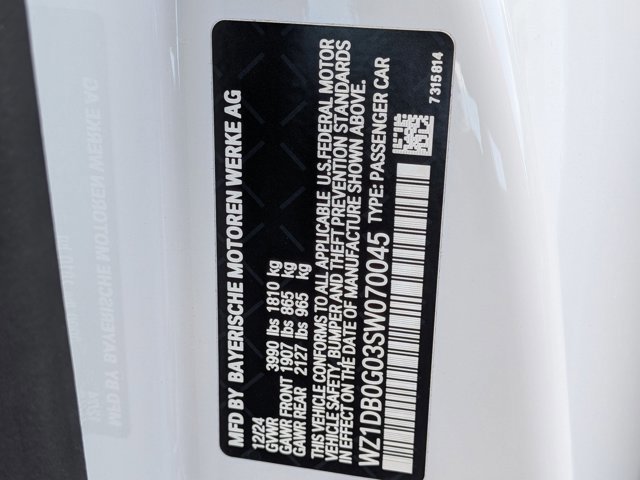 MFD BY BAYERISCHE MOTOREN WERKE AG
12/24
GVWR 3990 lbs 1810 kg
GAWR FRONT 1907 lbs 865 kg
GAWR REAR 2127 lbs 965 kg
THIS VEHICLE CONFORMS TO ALL APPLICABLE U.S.FEDERAL MOTOR
VEHICLE SAFETY, BUMPER AND THEFT PREVENTION STANDARDS
IN EFFECT ON THE DATE OF MANUFACTURE SHOWN ABOVE.
WZ1DB0G03SW070045 TYPE: PASSENGER CAR
7315814